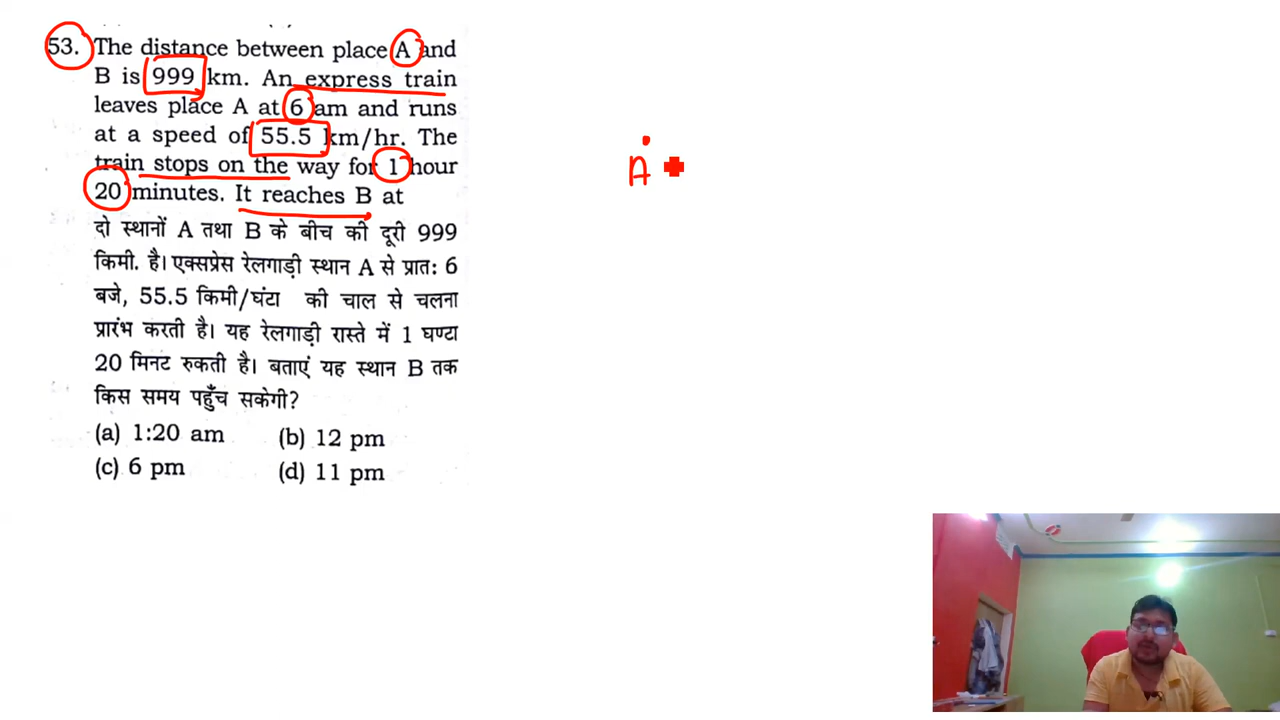 53. The distance between place A and
B is 999 km. An express train
leaves place A at 6 am and runs
at a speed of 55.5 km/hr. The
train stops on the way for 1 hour
20 minutes. It reaches B at
दो स्थानों A तथा B के बीच की दूरी 999
किमी. है। एक्सप्रेस रेलगाड़ी स्थान A से प्रात: 6
बजे, 55.5 किमी/घंटा की चाल से चलना
प्रारंभ करती है। यह रेलगाड़ी रास्ते में 1 घण्टा
20 मिनट रुकती है। बताएं यह स्थान B तक
किस समय पहुँच सकेगी?
(a) 1:20 am (b) 12 pm
(c) 6 pm (d) 11 pm
A